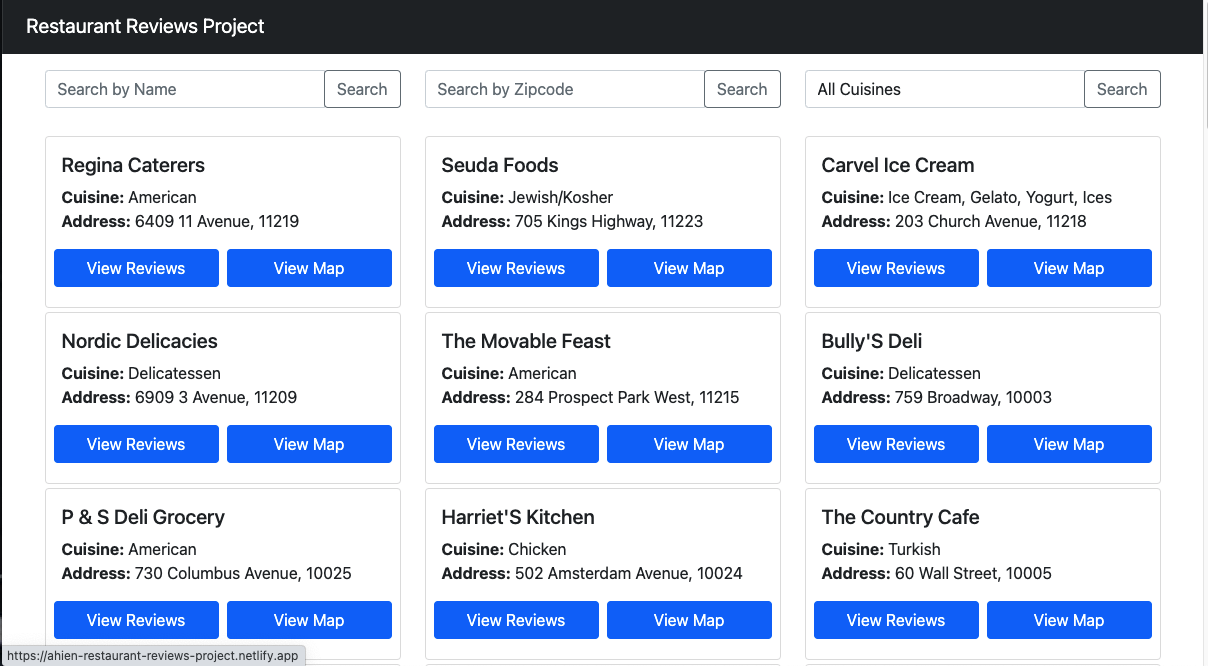 Restaurant Reviews Project
Search by Name Search Search by Zipcode Search All Cuisines Search
Regina Caterers
Cuisine: American
Address: 6409 11 Avenue, 11219
View Reviews View Map
Seuda Foods
Cuisine: Jewish/Kosher
Address: 705 Kings Highway, 11223
View Reviews View Map
Carvel Ice Cream
Cuisine: Ice Cream, Gelato, Yogurt, Ices
Address: 203 Church Avenue, 11218
View Reviews View Map
Nordic Delicacies
Cuisine: Delicatessen
Address: 6909 3 Avenue, 11209
View Reviews View Map
The Movable Feast
Cuisine: American
Address: 284 Prospect Park West, 11215
View Reviews View Map
Bully'S Deli
Cuisine: Delicatessen
Address: 759 Broadway, 10003
View Reviews View Map
P & S Deli Grocery
Cuisine: American
Address: 730 Columbus Avenue, 10025
View Reviews View Map
Harriet'S Kitchen
Cuisine: Chicken
Address: 502 Amsterdam Avenue, 10024
View Reviews View Map
The Country Cafe
Cuisine: Turkish
Address: 60 Wall Street, 10005
View Reviews View Map
https://ahien-restaurant-reviews-project.netlify.app